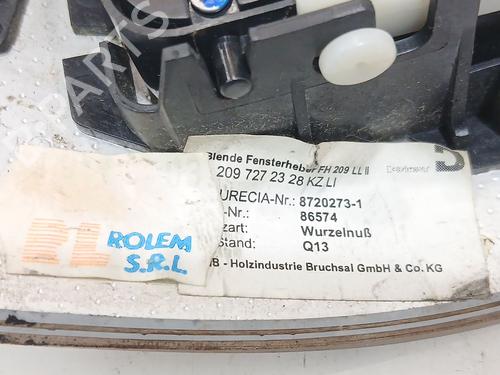 Blende Fensterheber FH 209 LL II
209 727 23 28 KZ LI
URECIA-Nr.: 8720273-1
-Nr.: 86574
zart: Wurzelnuß
Stand: Q13
IB - Holzindustrie Bruchsal GmbH & Co. KG
ROLEM
S.R.L.